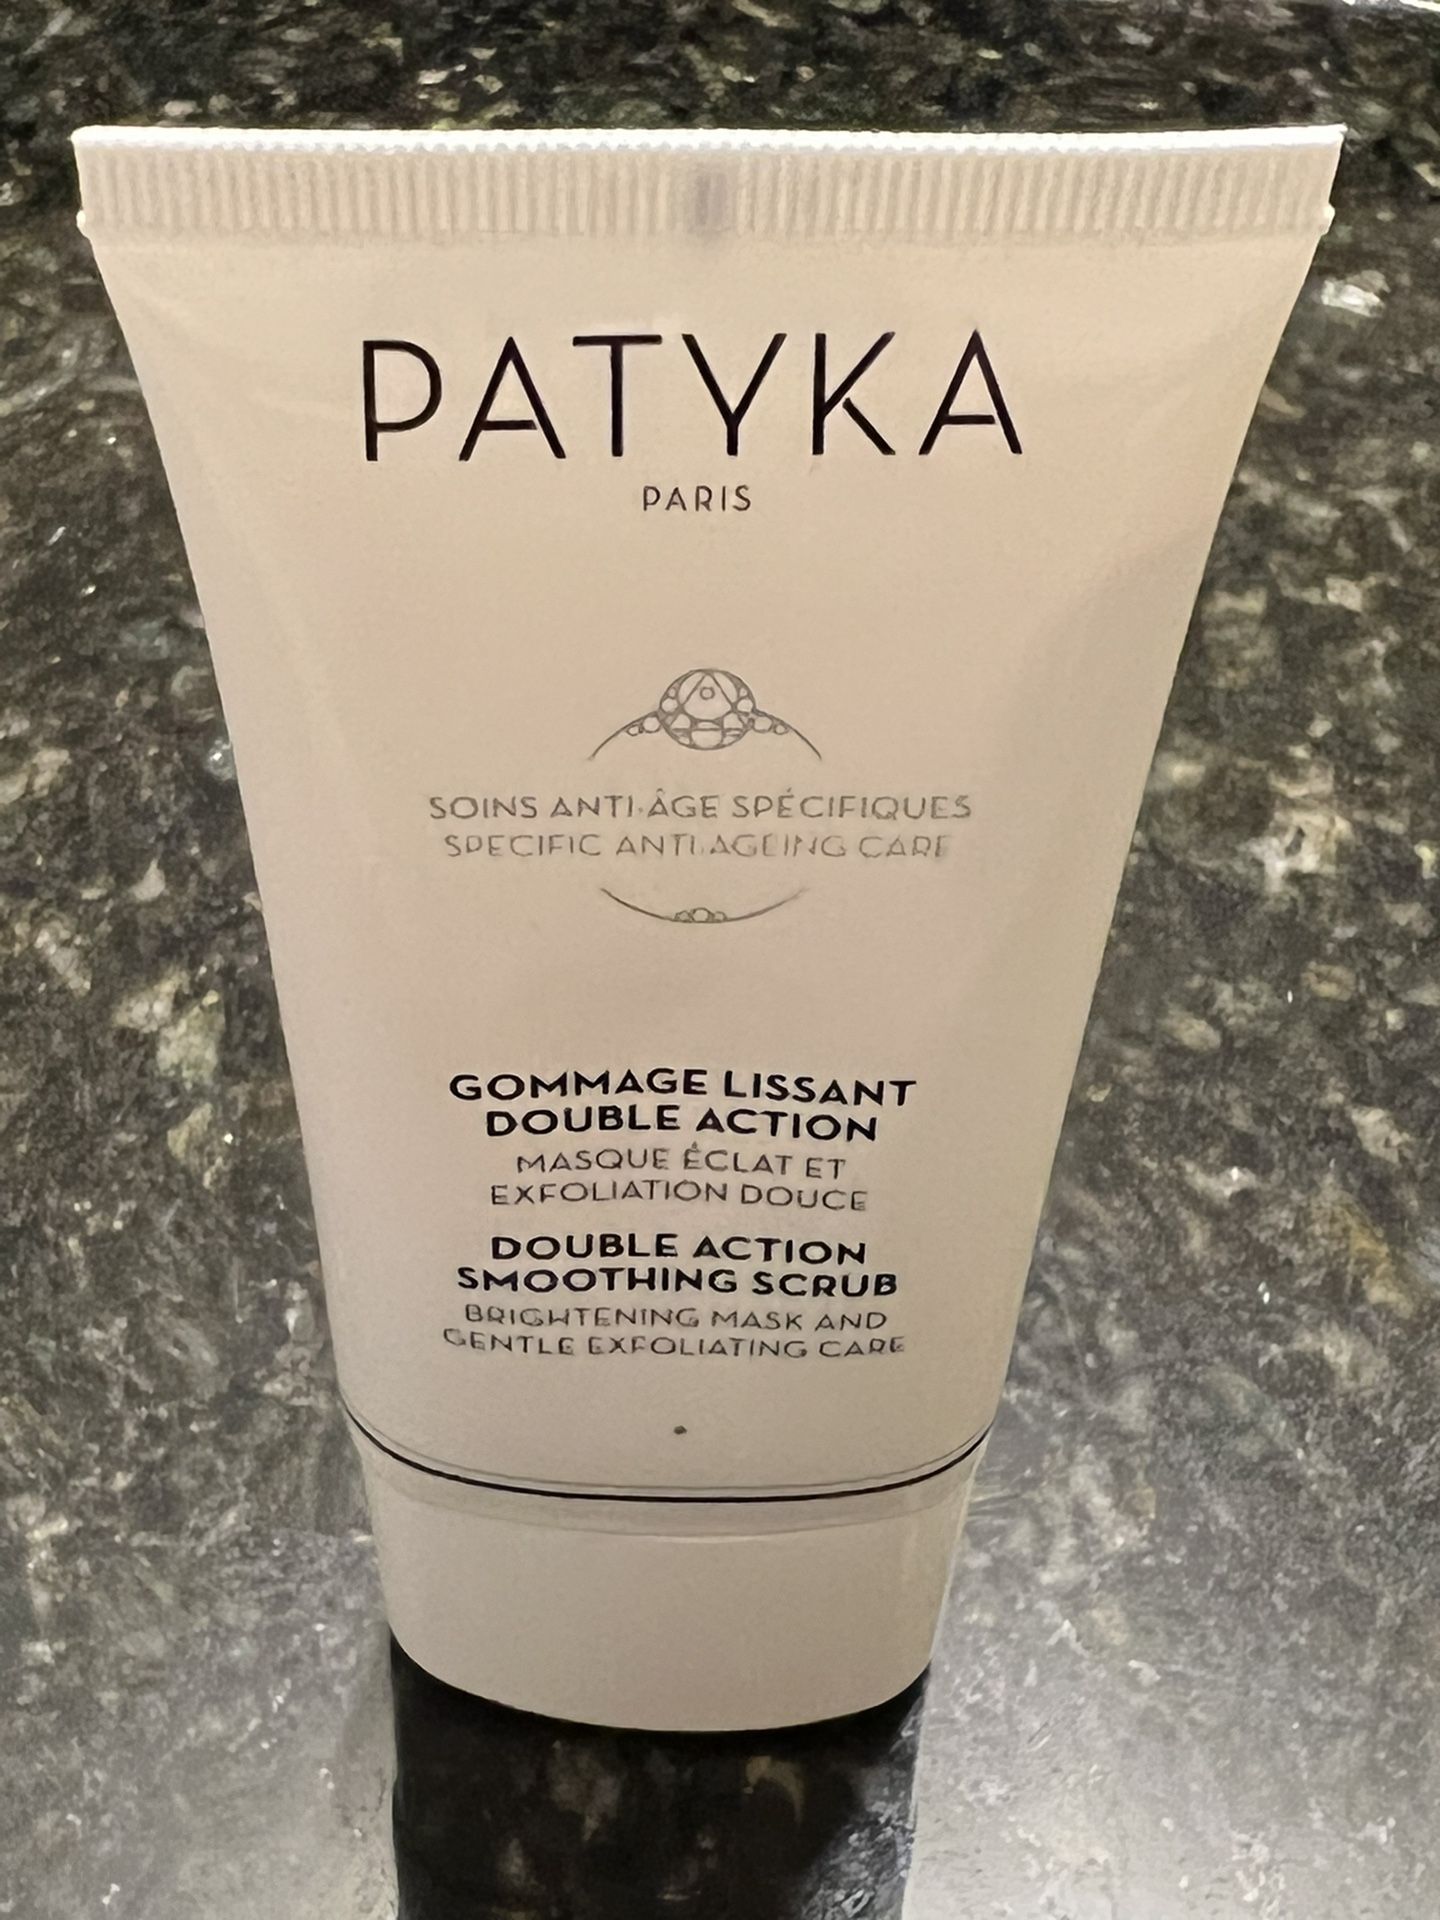 PATYKA
PARIS
SOINS ANTI-ÂGE SPÉCIFIQUES
SPECIFIC ANTI-AGEING CARE
GOMMAGE LISSANT
DOUBLE ACTION
MASQUE ÉCLAT ET
EXFOLIATION DOUCE
DOUBLE ACTION
SMOOTHING SCRUB
BRIGHTENING MASK AND
GENTLE EXFOLIATING CARE